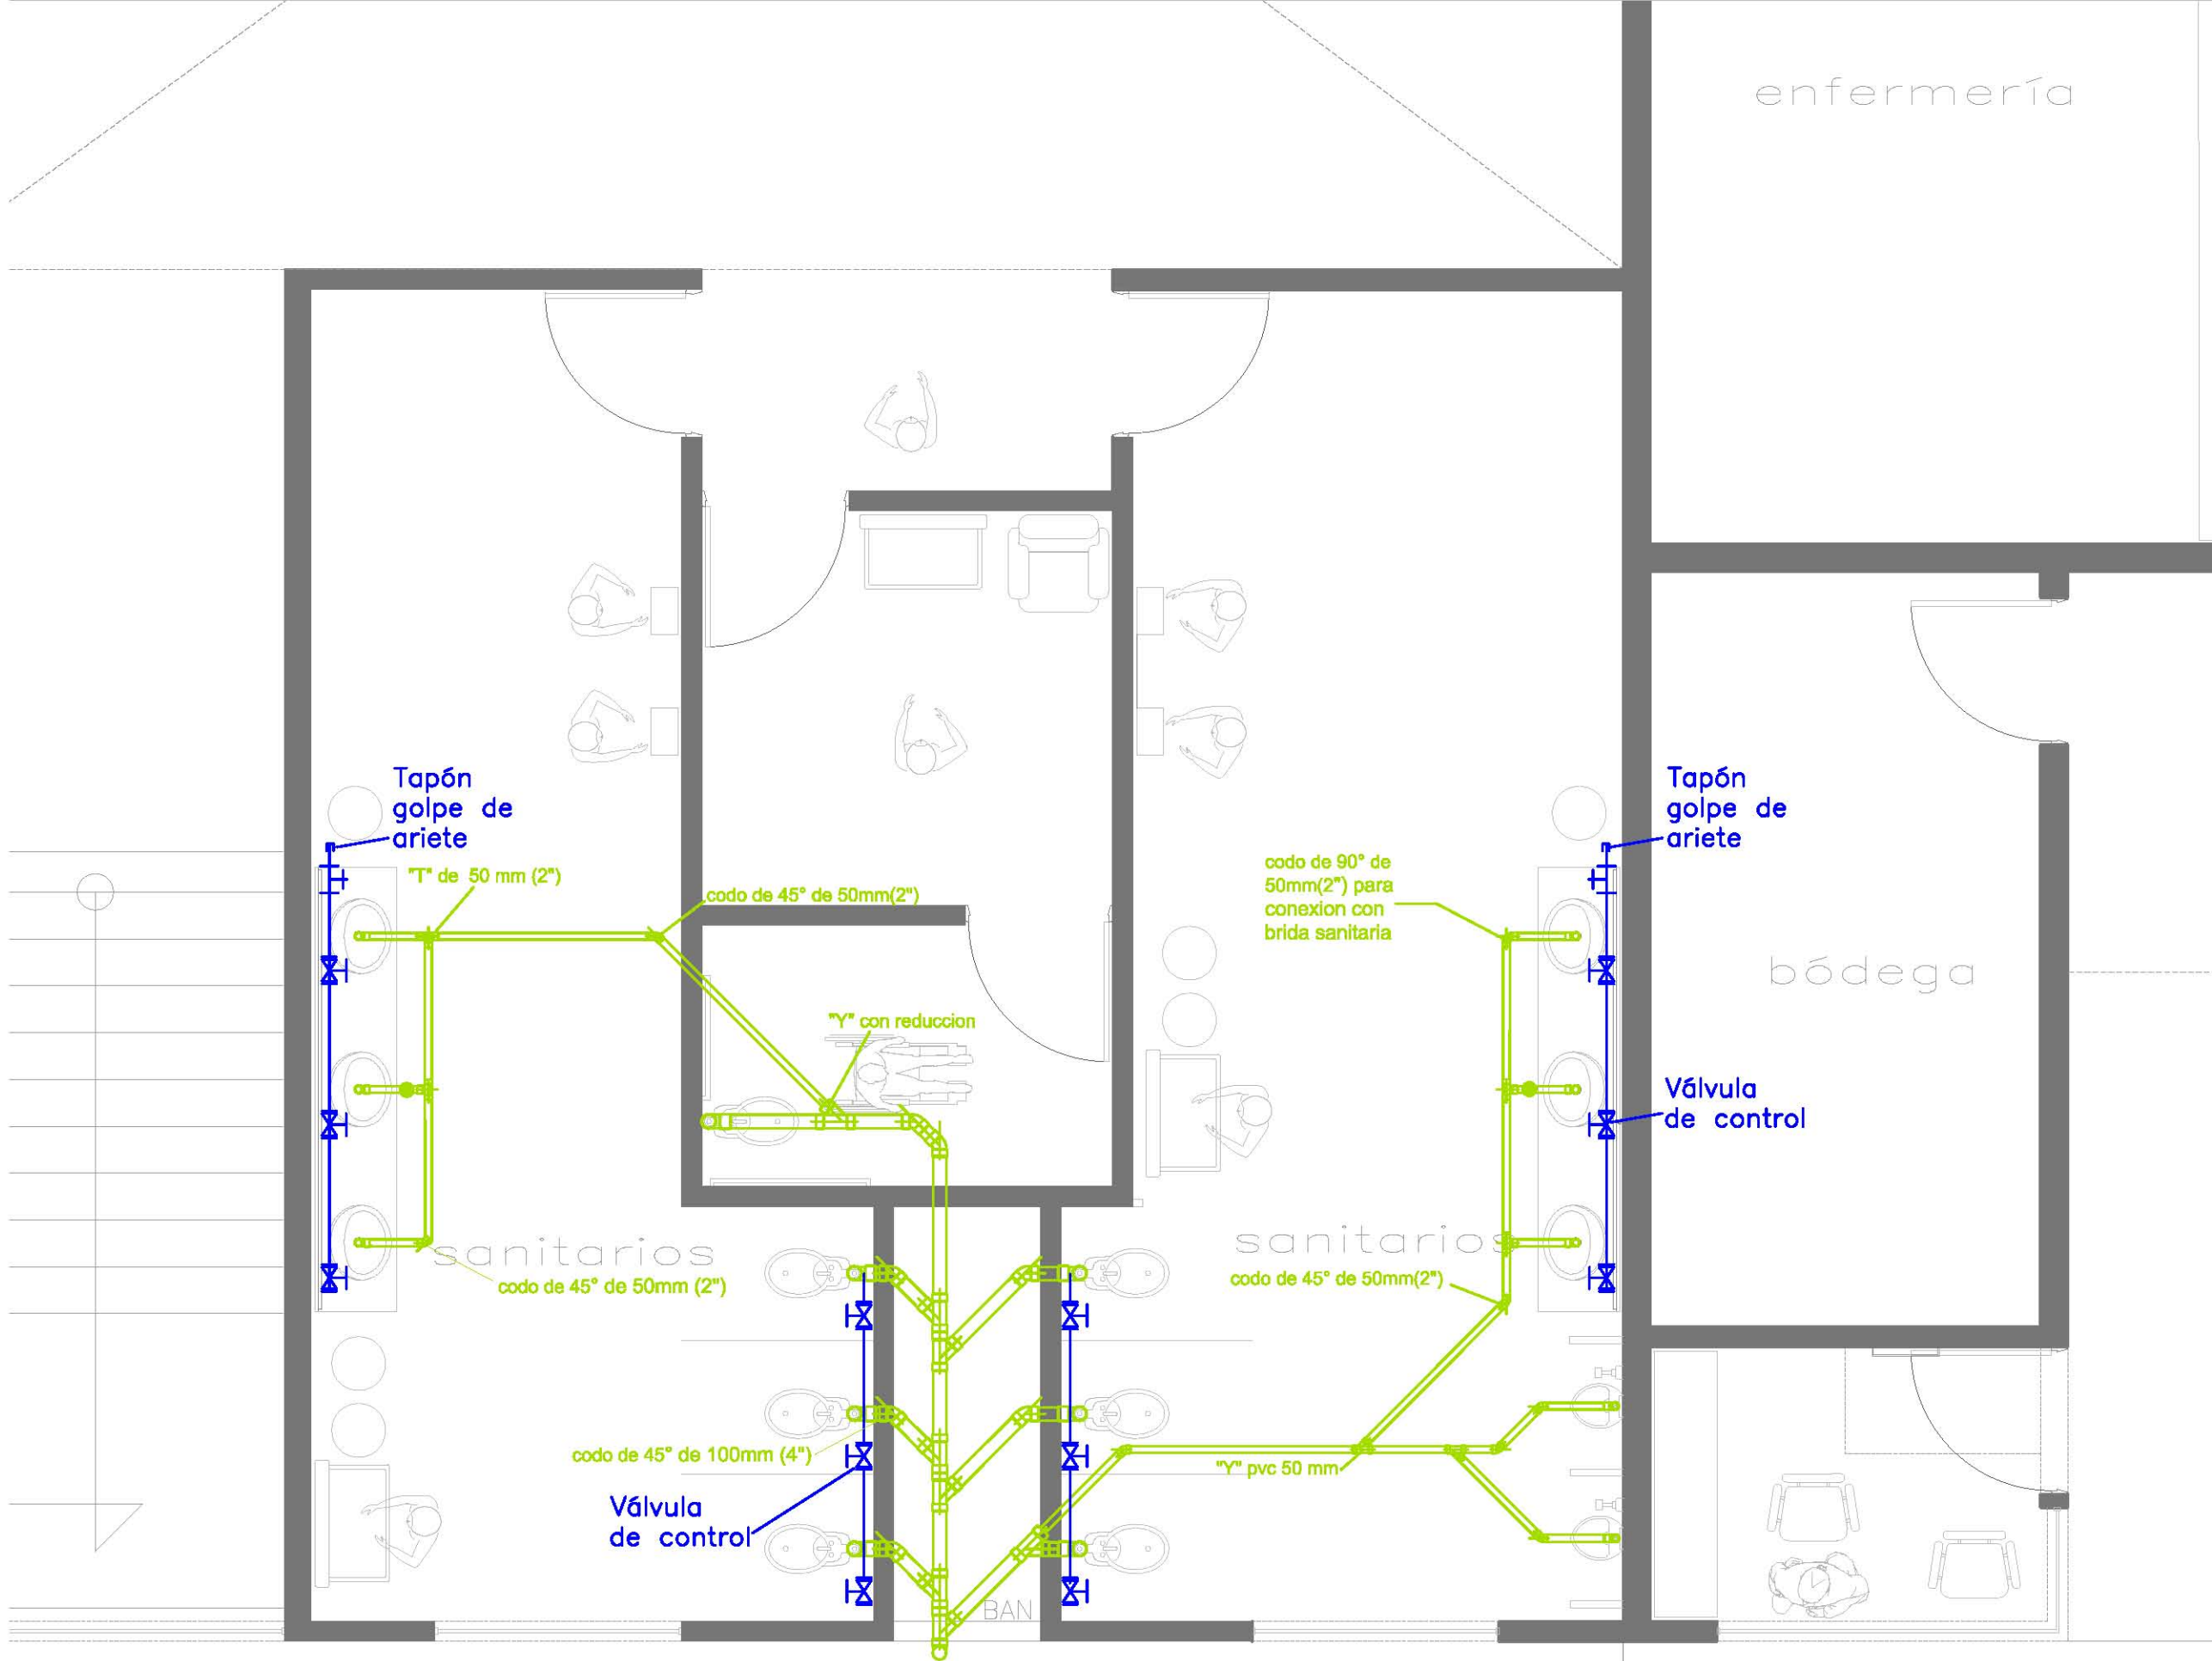 enfermería
Tapón
golpe de
ariete
"T" de 50 mm (2")
codo de 45° de 50mm(2")
codo de 90° de
50mm(2") para
conexion con
brida sanitaria
Tapón
golpe de
ariete
bódega
"Y" con reduccion
Válvula
de control
sanitarios
codo de 45° de 50mm (2")
sanitarios
codo de 45° de 50mm(2")
codo de 45° de 100mm (4")
"Y" pvc 50 mm
Válvula
de control
BAN